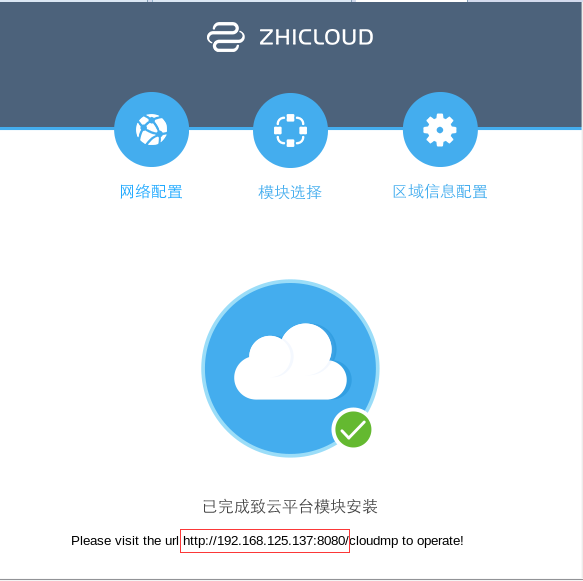 ZHICLOUD
网络配置 模块选择 区域信息配置
已完成致云平台模块安装
Please visit the url http://192.168.125.137:8080/cloudmp to operate!